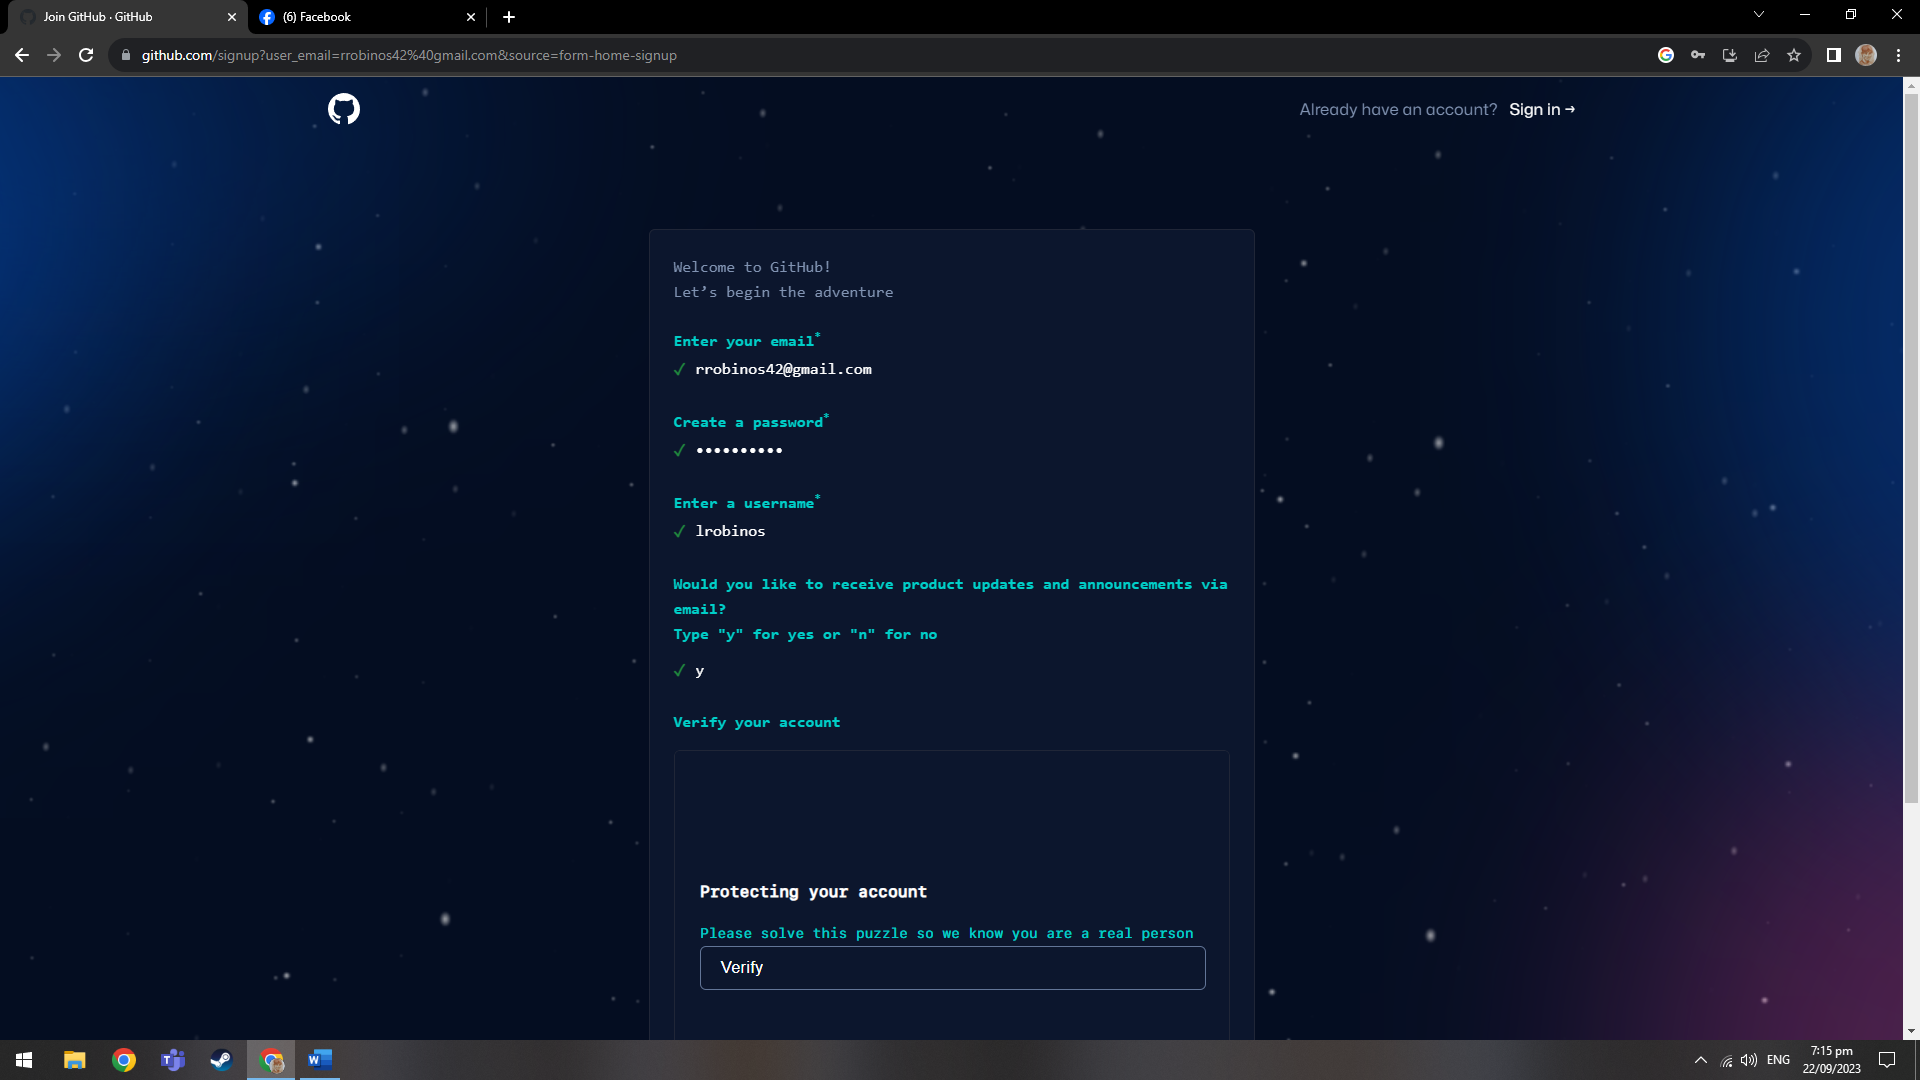 Join GitHub · GitHub
(6) Facebook
github.com/signup?user_email=rrobinos42%40gmail.com&source=form-home-signup
Already have an account? Sign in →
Welcome to GitHub!
Let’s begin the adventure
Enter your email*
✓ rrobinos42@gmail.com
Create a password*
✓ ••••••••••
Enter a username*
✓ lrobinos
Would you like to receive product updates and announcements via
email?
Type "y" for yes or "n" for no
✓ y
Verify your account
Protecting your account
Please solve this puzzle so we know you are a real person
Verify
ENG
7:15 pm
22/09/2023